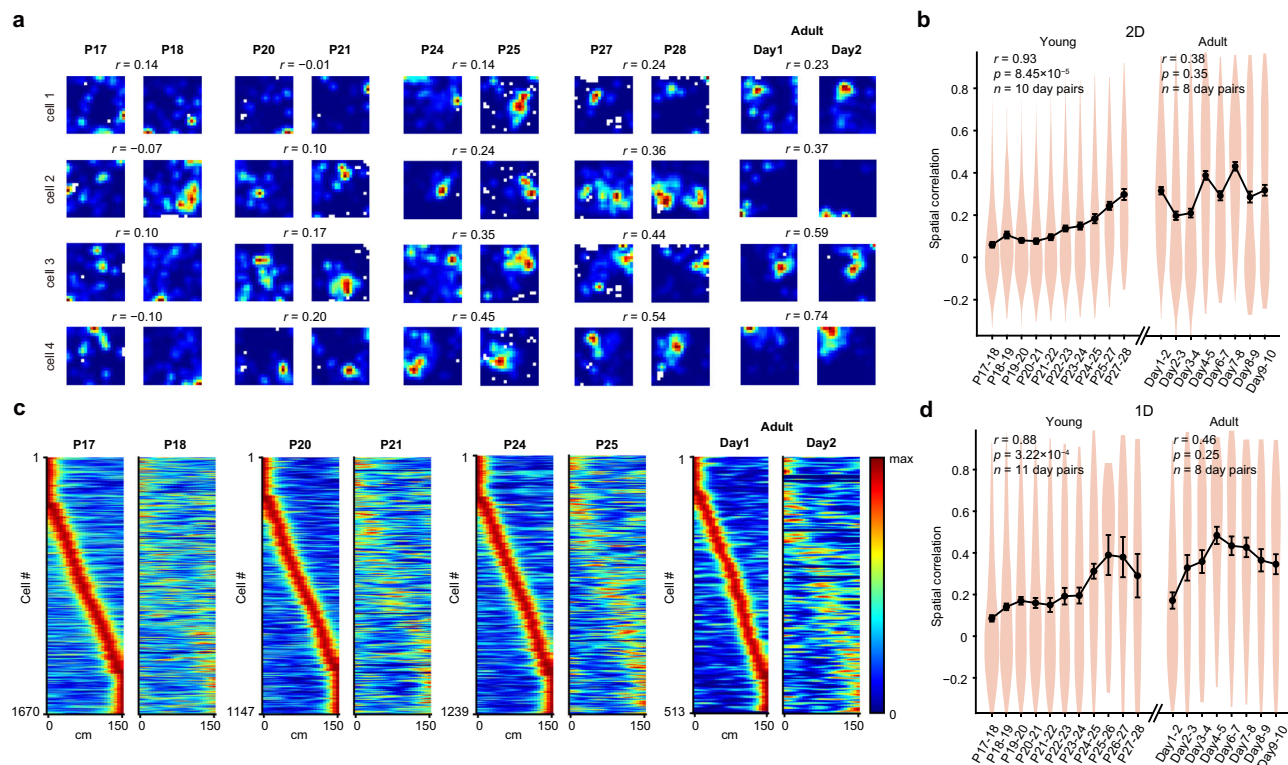 a
Adult
P17 P18 P20 P21 P24 P25 P27 P28 Day1 Day2
r = 0.14 r = −0.01 r = 0.14 r = 0.24 r = 0.23
cell 1
r = −0.07 r = 0.10 r = 0.24 r = 0.36 r = 0.37
cell 2
r = 0.10 r = 0.17 r = 0.35 r = 0.44 r = 0.59
cell 3
r = −0.10 r = 0.20 r = 0.45 r = 0.54 r = 0.74
cell 4
b
2D
Young Adult
r = 0.93
p = 8.45×10⁻⁵
n = 10 day pairs
r = 0.38
p = 0.35
n = 8 day pairs
Spatial correlation
0.8
0.6
0.4
0.2
0
−0.2
P17-18
P18-19
P19-20
P20-21
P21-22
P22-23
P23-24
P24-25
P25-27
P27-28
Day1-2
Day2-3
Day3-4
Day4-5
Day6-7
Day7-8
Day8-9
Day9-10
c
Adult
P17 P18 P20 P21 P24 P25 Day1 Day2
1 1 1 1
Cell # Cell # Cell # Cell #
1670 1147 1239 513
0 150 0 150 0 150 0 150 0 150 0 150 0 150 0 150
cm cm cm cm
max
0
d
1D
Young Adult
r = 0.88
p = 3.22×10⁻⁴
n = 11 day pairs
r = 0.46
p = 0.25
n = 8 day pairs
Spatial correlation
0.8
0.6
0.4
0.2
0
−0.2
P17-18
P18-19
P19-20
P20-21
P21-22
P22-23
P23-24
P24-25
P25-26
P26-27
P27-28
Day1-2
Day2-3
Day3-4
Day4-5
Day6-7
Day7-8
Day8-9
Day9-10